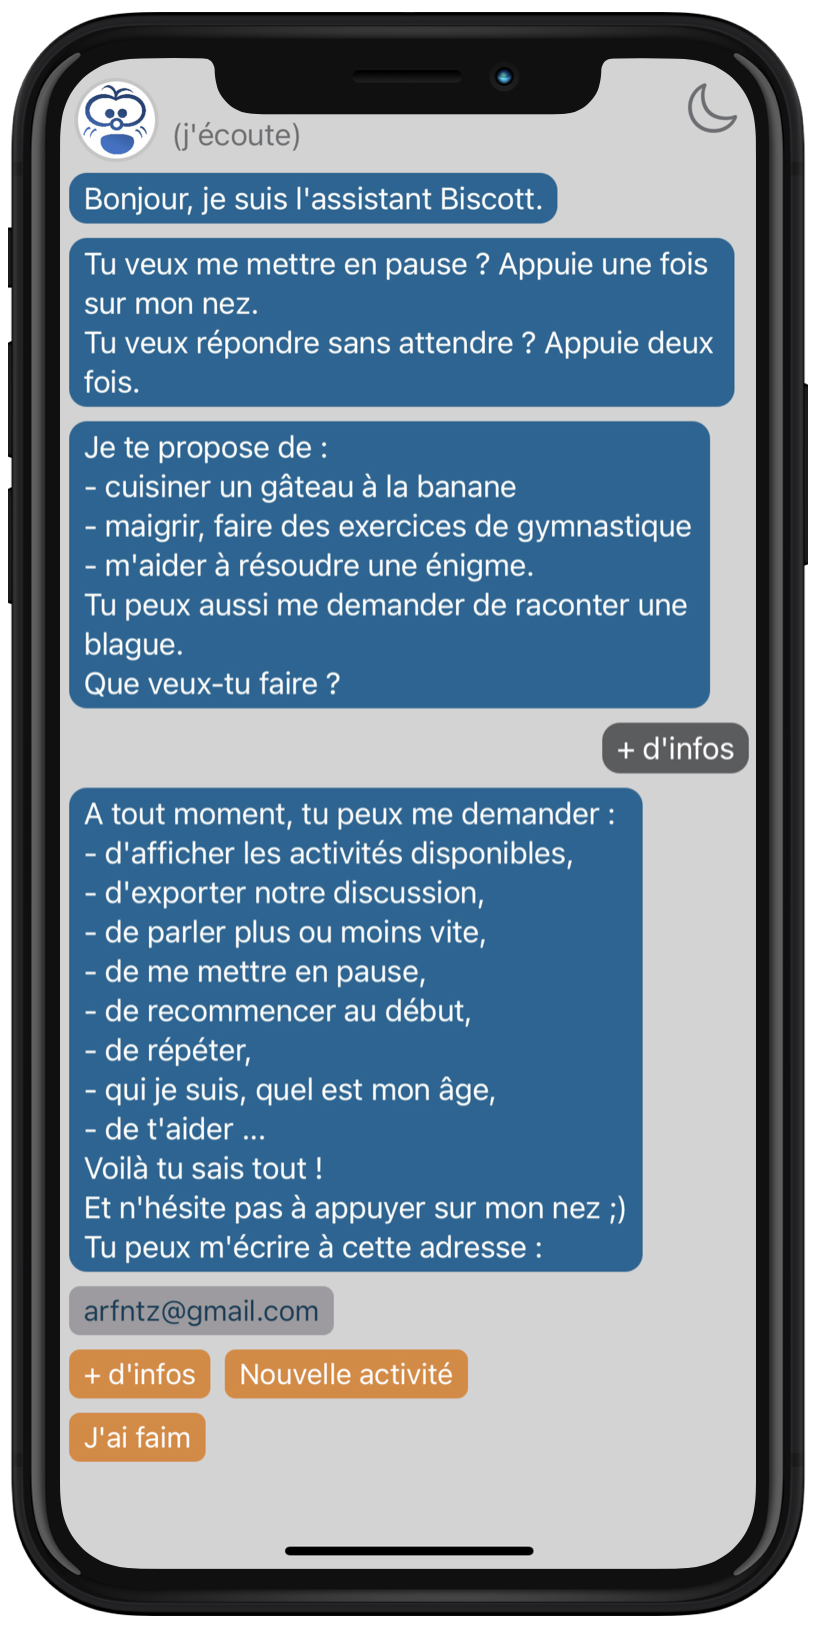 (j'écoute)
Bonjour, je suis l'assistant Biscott.
Tu veux me mettre en pause ? Appuie une fois
sur mon nez.
Tu veux répondre sans attendre ? Appuie deux
fois.
Je te propose de :
- cuisiner un gâteau à la banane
- maigrir, faire des exercices de gymnastique
- m'aider à résoudre une énigme.
Tu peux aussi me demander de raconter une
blague.
Que veux-tu faire ?
+ d'infos
A tout moment, tu peux me demander :
- d'afficher les activités disponibles,
- d'exporter notre discussion,
- de parler plus ou moins vite,
- de me mettre en pause,
- de recommencer au début,
- de répéter,
- qui je suis, quel est mon âge,
- de t'aider ...
Voilà tu sais tout !
Et n'hésite pas à appuyer sur mon nez ;)
Tu peux m'écrire à cette adresse :
arfntz@gmail.com
+ d'infos
Nouvelle activité
J'ai faim